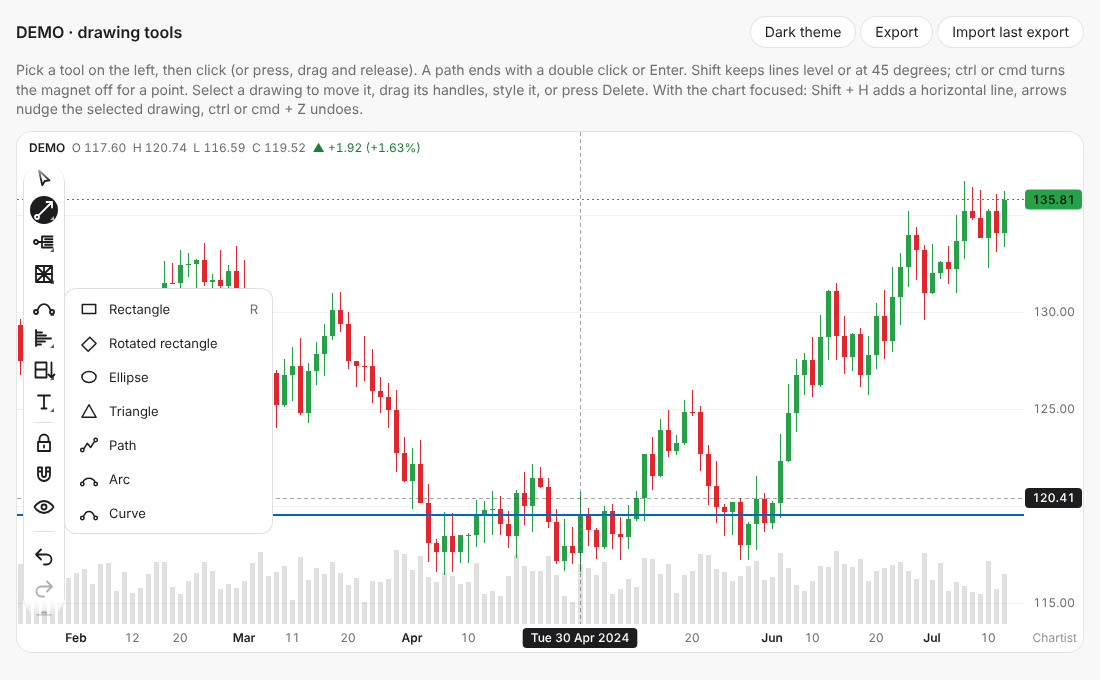 DEMO · drawing tools
Dark theme
Export
Import last export
Pick a tool on the left, then click (or press, drag and release). A path ends with a double click or Enter. Shift keeps lines level or at 45 degrees; ctrl or cmd turns
the magnet off for a point. Select a drawing to move it, drag its handles, style it, or press Delete. With the chart focused: Shift + H adds a horizontal line, arrows
nudge the selected drawing, ctrl or cmd + Z undoes.
DEMO O 117.60 H 120.74 L 116.59 C 119.52 ▲ +1.92 (+1.63%)
135.81
Rectangle R
Rotated rectangle
Ellipse
Triangle
Path
Arc
Curve
130.00
125.00
120.41
115.00
Feb 12 20 Mar 11 20 Apr 10 Tue 30 Apr 2024 20 Jun 10 20 Jul 10 Chartist